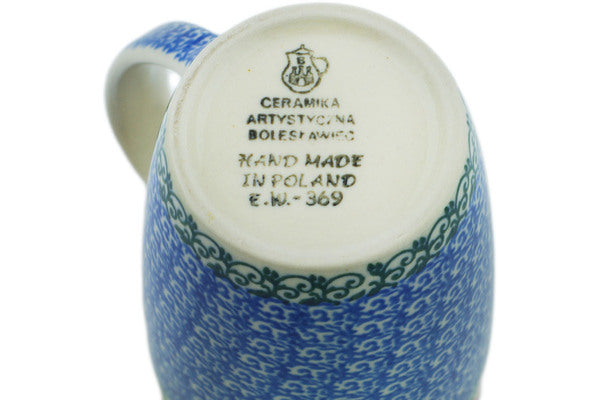 B
CERAMIKA
ARTYSTYCZNA
BOLESŁAWIEC
HAND MADE
IN POLAND
E.W.-369